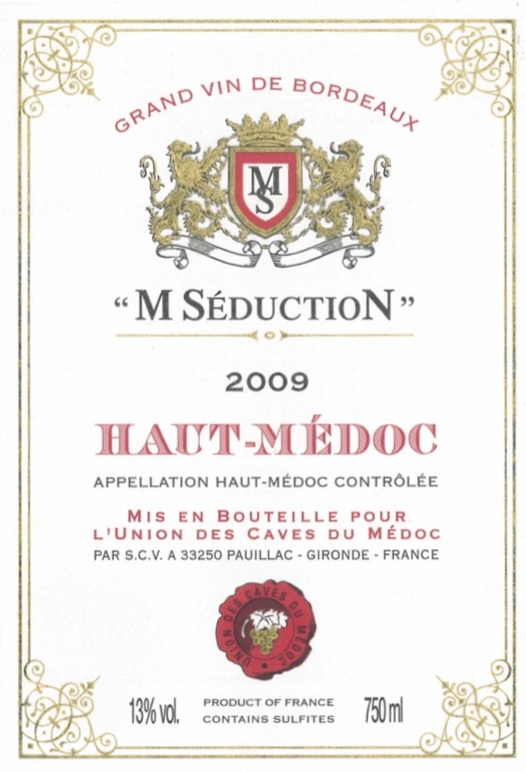 GRAND VIN DE BORDEAUX
MS
“M SÉDUCTION”
2009
HAUT-MÉDOC
APPELLATION HAUT-MÉDOC CONTRÔLÉE
MIS EN BOUTEILLE POUR
L'UNION DES CAVES DU MÉDOC
PAR S.C.V. A 33250 PAUILLAC - GIRONDE - FRANCE
UNION DES CAVES DU MÉDOC
13% vol.
PRODUCT OF FRANCE
CONTAINS SULFITES
750 ml